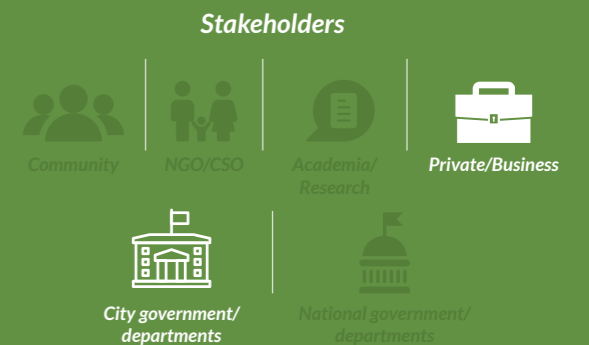 Stakeholders
Community
NGO/CSO
Academia/
Research
Private/Business
City government/
departments
National government/
departments